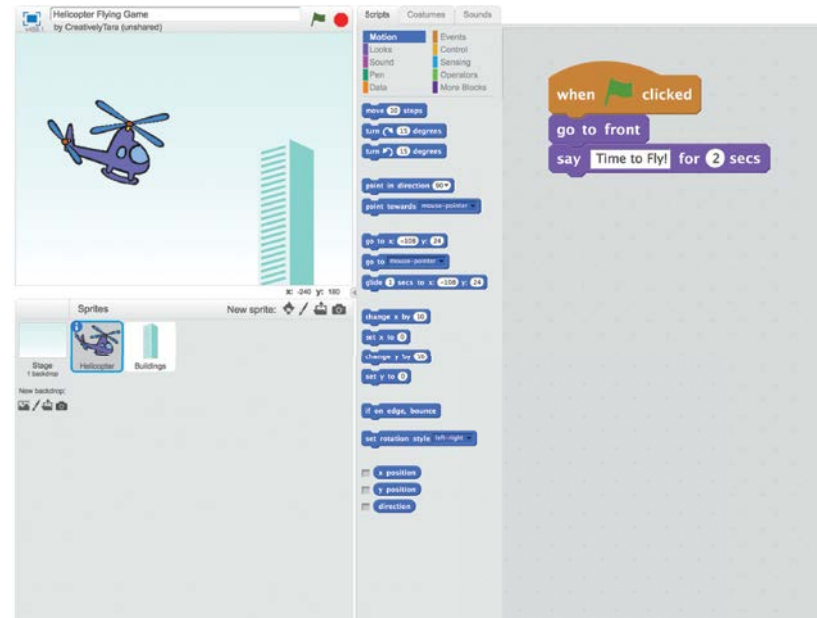 Helicopter Flying Game
by CreativelyTara (unshared)
x: -240 y: 180
Sprites
New sprite:
Stage
1 backdrop
Helicopter
Buildings
New backdrop:
Scripts
Costumes
Sounds
Motion
Events
Looks
Control
Sound
Sensing
Pen
Operators
Data
More Blocks
move 10 steps
turn 15 degrees
turn 15 degrees
point in direction 90
point towards mouse-pointer
go to x: -108 y: 24
go to mouse-pointer
glide 1 secs to x: -108 y: 24
change x by 10
set x to 0
change y by 10
set y to 0
if on edge, bounce
set rotation style left-right
x position
y position
direction
when clicked
go to front
say Time to Fly! for 2 secs